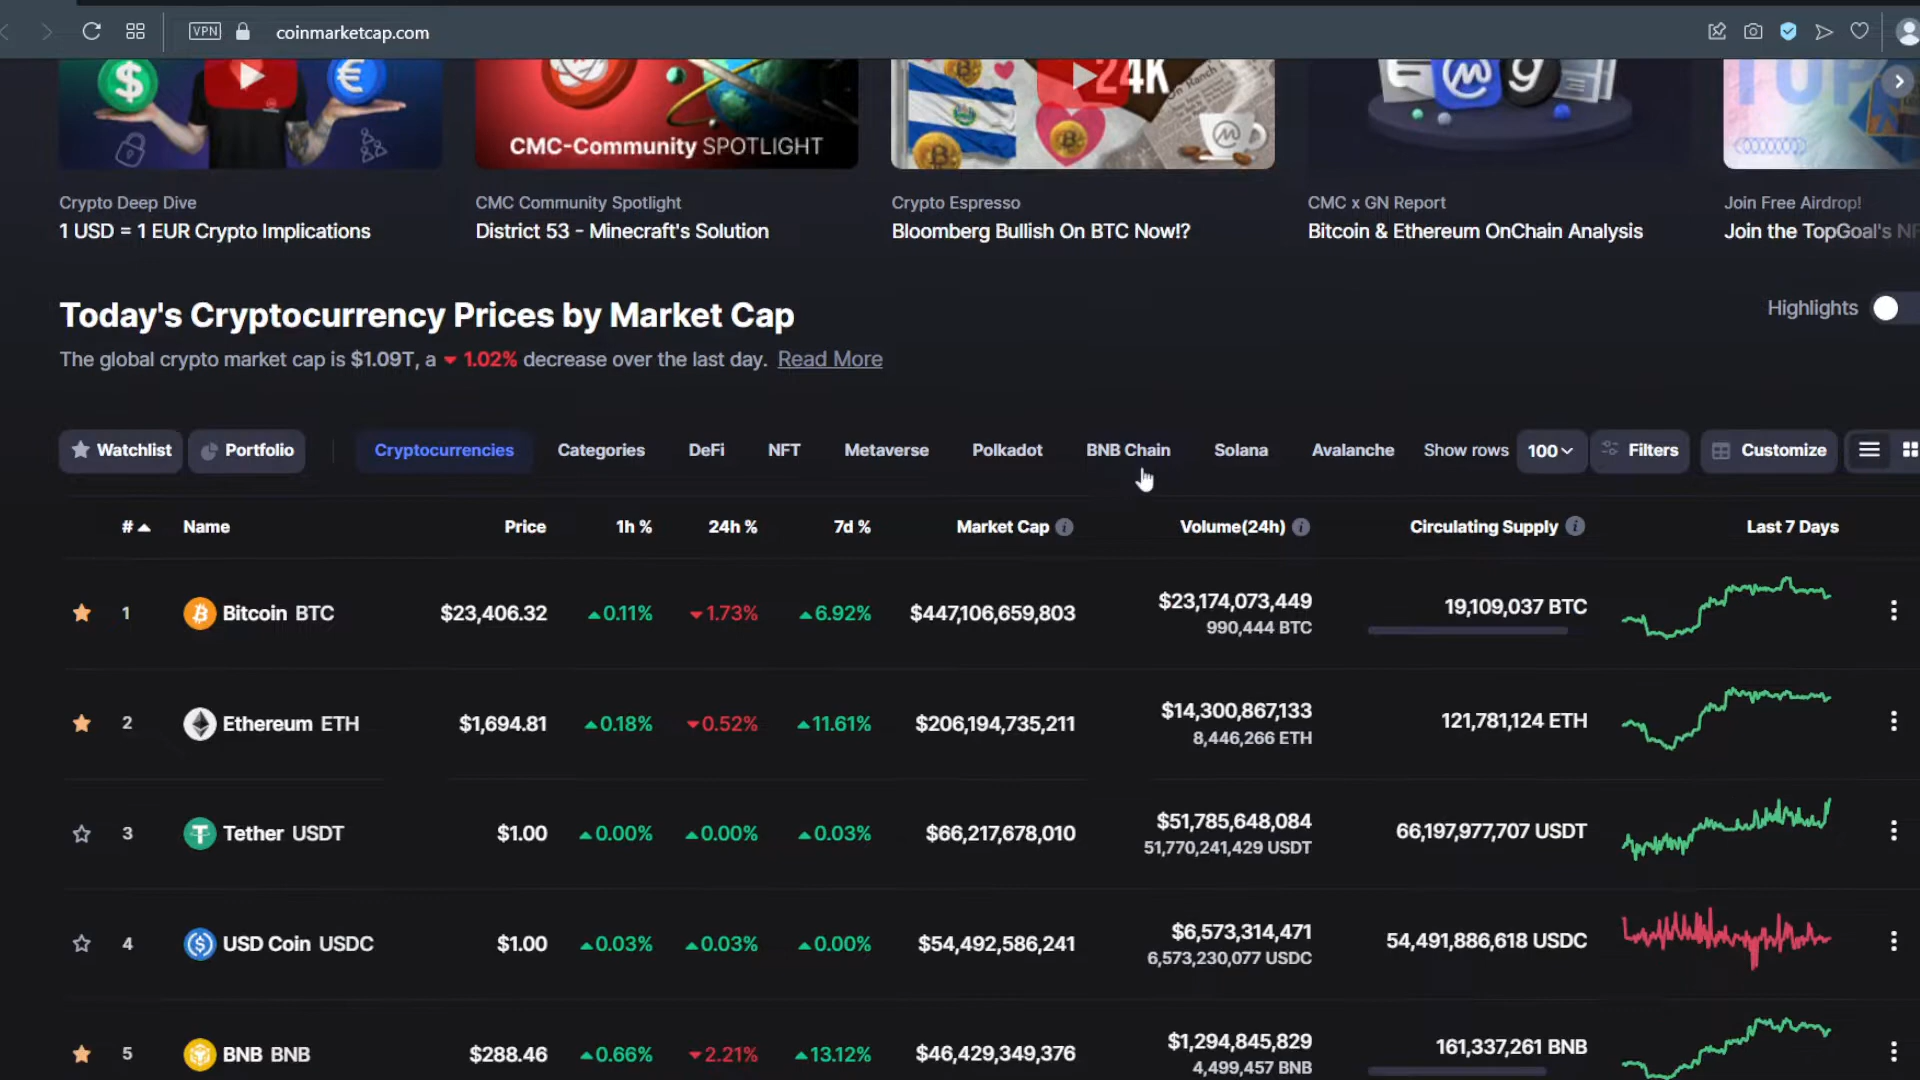 VPN coinmarketcap.com
24K
CMC-Community SPOTLIGHT
Crypto Deep Dive
1 USD = 1 EUR Crypto Implications
CMC Community Spotlight
District 53 - Minecraft's Solution
Crypto Espresso
Bloomberg Bullish On BTC Now!?
CMC x GN Report
Bitcoin & Ethereum OnChain Analysis
Join Free Airdrop!
Join the TopGoal's NF
Today's Cryptocurrency Prices by Market Cap
Highlights
The global crypto market cap is $1.09T, a 1.02% decrease over the last day. Read More
Watchlist Portfolio Cryptocurrencies Categories DeFi NFT Metaverse Polkadot BNB Chain Solana Avalanche Show rows 100 Filters Customize
# Name Price 1h % 24h % 7d % Market Cap Volume(24h) Circulating Supply Last 7 Days
1 Bitcoin BTC $23,406.32 0.11% 1.73% 6.92% $447,106,659,803 $23,174,073,449 19,109,037 BTC
990,444 BTC
2 Ethereum ETH $1,694.81 0.18% 0.52% 11.61% $206,194,735,211 $14,300,867,133 121,781,124 ETH
8,446,266 ETH
3 Tether USDT $1.00 0.00% 0.00% 0.03% $66,217,678,010 $51,785,648,084 66,197,977,707 USDT
51,770,241,429 USDT
4 USD Coin USDC $1.00 0.03% 0.03% 0.00% $54,492,586,241 $6,573,314,471 54,491,886,618 USDC
6,573,230,077 USDC
5 BNB BNB $288.46 0.66% 2.21% 13.12% $46,429,349,376 $1,294,845,829 161,337,261 BNB
4,499,457 BNB